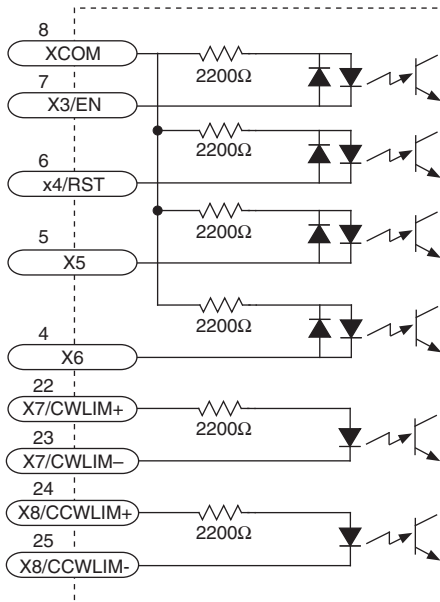 8
XCOM
2200Ω
7
X3/EN
2200Ω
6
x4/RST
2200Ω
5
X5
2200Ω
4
X6
22
X7/CWLIM+
2200Ω
23
X7/CWLIM–
24
X8/CCWLIM+
2200Ω
25
X8/CCWLIM-